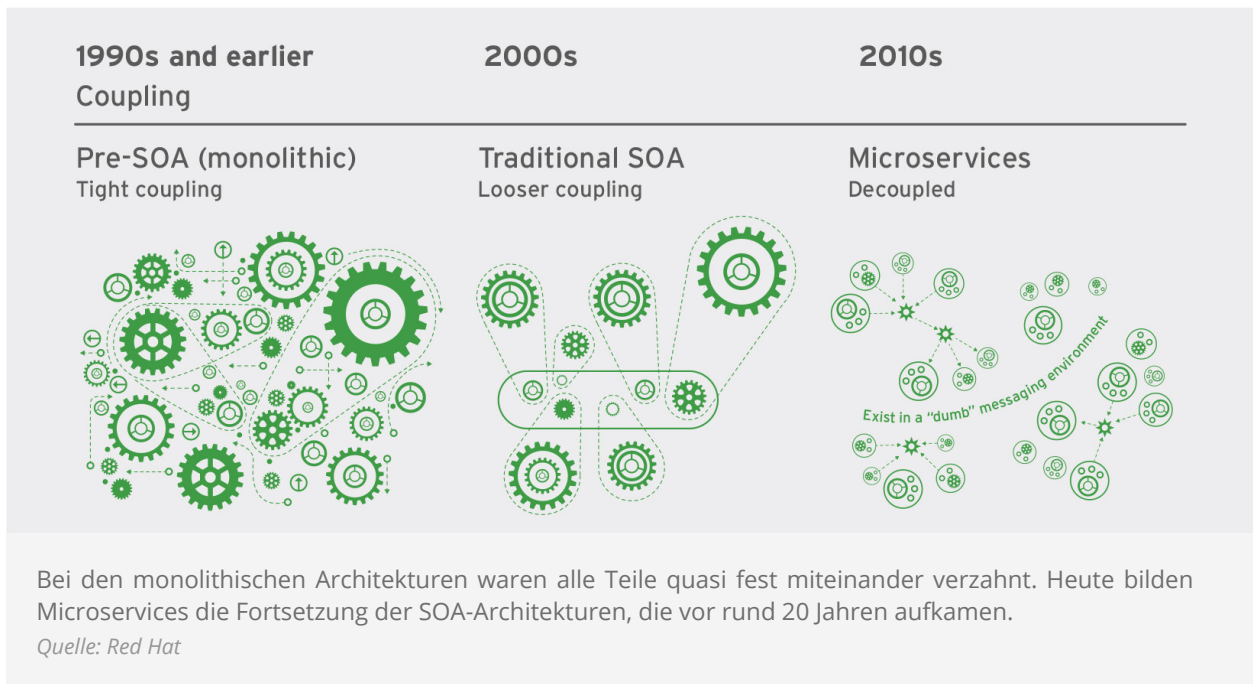 1990s and earlier
2000s
2010s
Coupling
Pre-SOA (monolithic)
Tight coupling
Traditional SOA
Looser coupling
Microservices
Decoupled
Exist in a “dumb” messaging environment
Bei den monolithischen Architekturen waren alle Teile quasi fest miteinander verzahnt. Heute bilden
Microservices die Fortsetzung der SOA-Architekturen, die vor rund 20 Jahren aufkamen.
Quelle: Red Hat